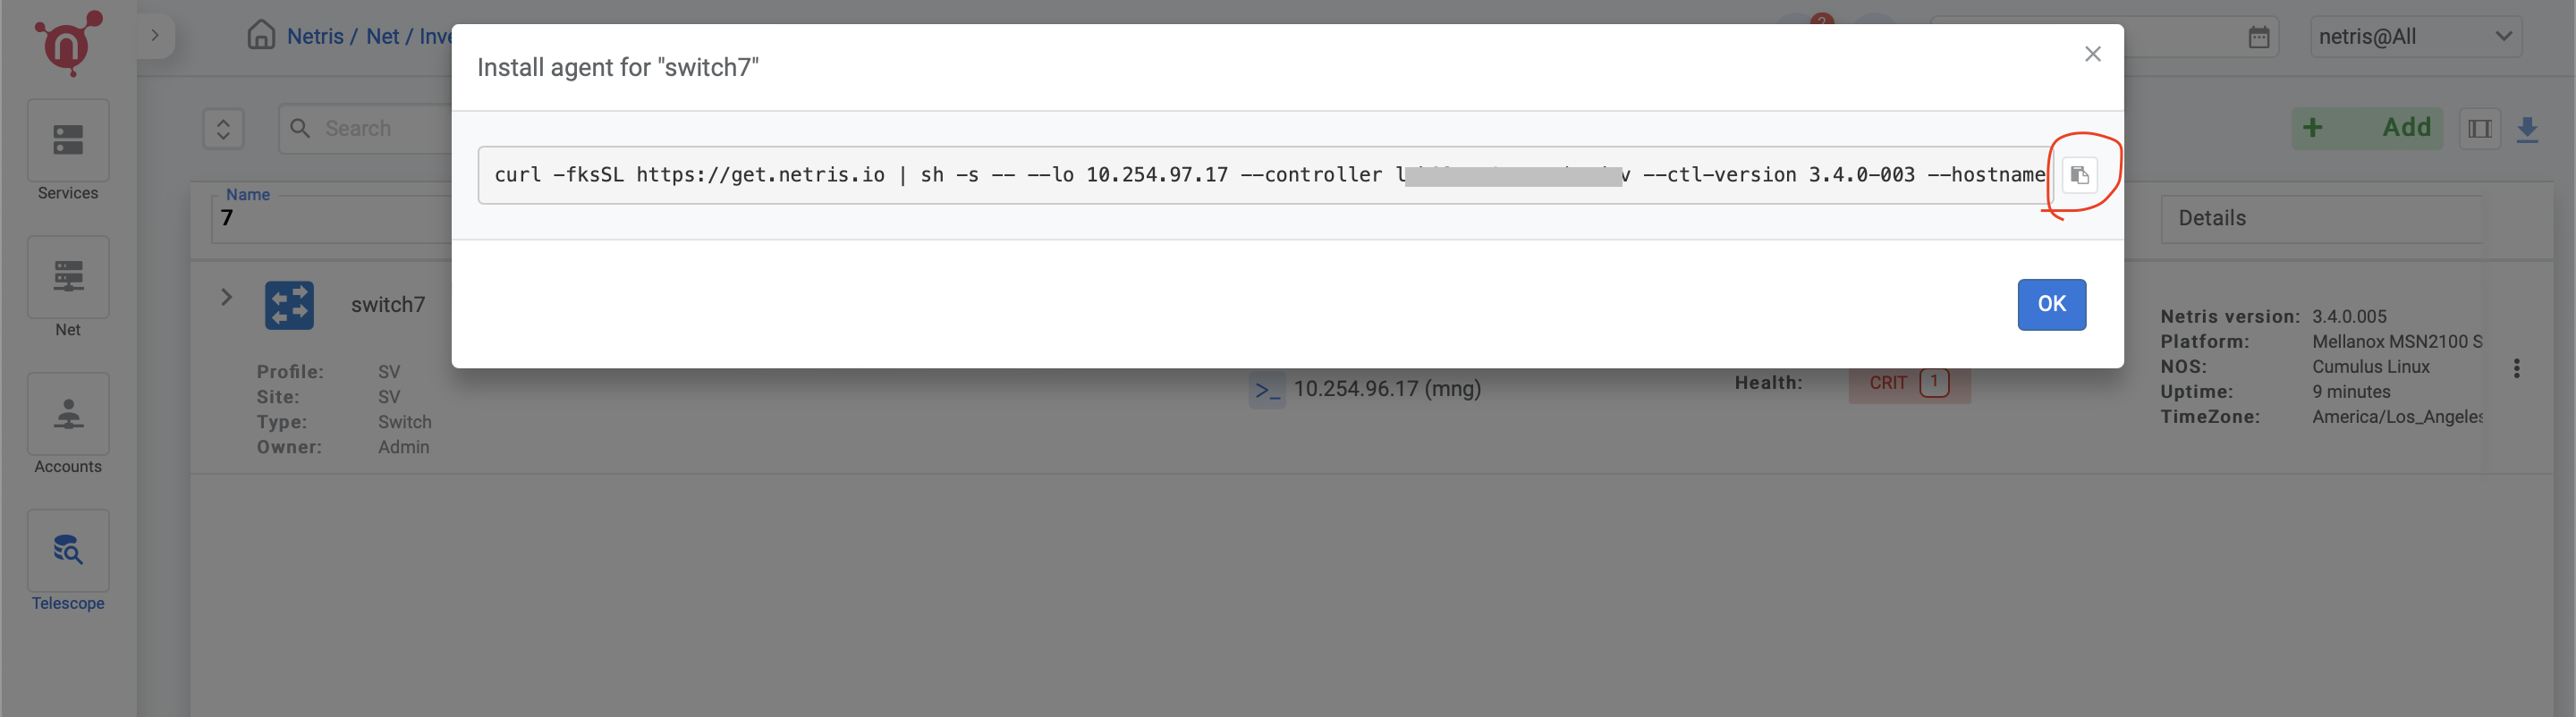 Netris / Net / Inve
2
netris@All
Install agent for "switch7"
Search
Add
curl -fksSL https://get.netris.io | sh -s -- --lo 10.254.97.17 --controller l v --ctl-version 3.4.0-003 --hostname
Services
Name
7
Details
OK
Net
switch7
Netris version: 3.4.0.005
Platform: Mellanox MSN2100 S
NOS: Cumulus Linux
Uptime: 9 minutes
TimeZone: America/Los_Angeles
Profile: SV
Site: SV
Type: Switch
Owner: Admin
>_ 10.254.96.17 (mng)
Health: CRIT 1
Accounts
Telescope